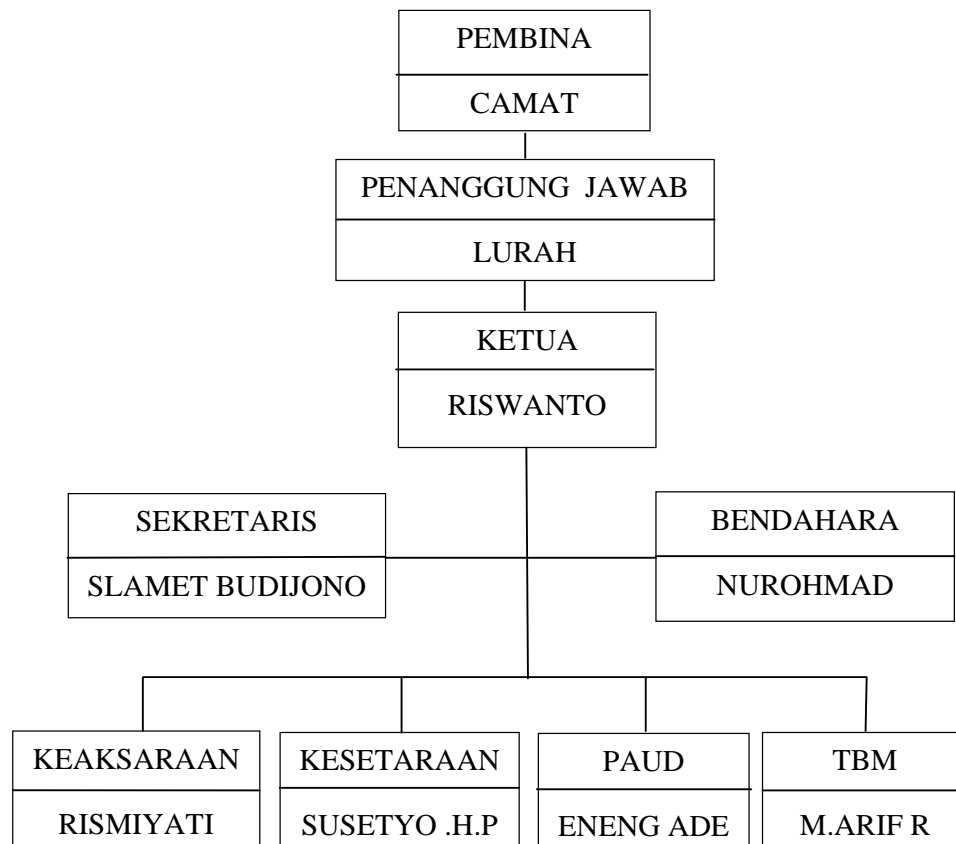 PEMBINA
CAMAT
PENANGGUNG JAWAB
LURAH
KETUA
RISWANTO
SEKRETARIS
SLAMET BUDIJONO
BENDAHARA
NUROHMAD
KEAKSARAAN
RISMIYATI
KESETARAAN
SUSETYO .H.P
PAUD
ENENG ADE
TBM
M.ARIF R